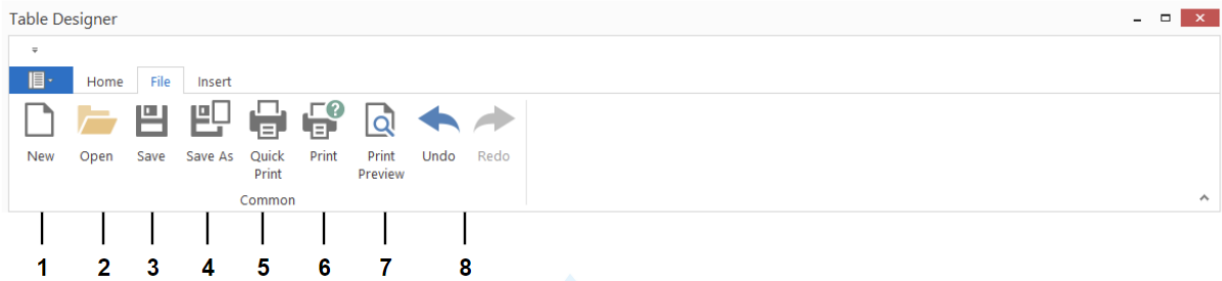 Table Designer
Home File Insert
New Open Save Save As Quick Print Print Print Preview Undo Redo
Common
1 2 3 4 5 6 7 8